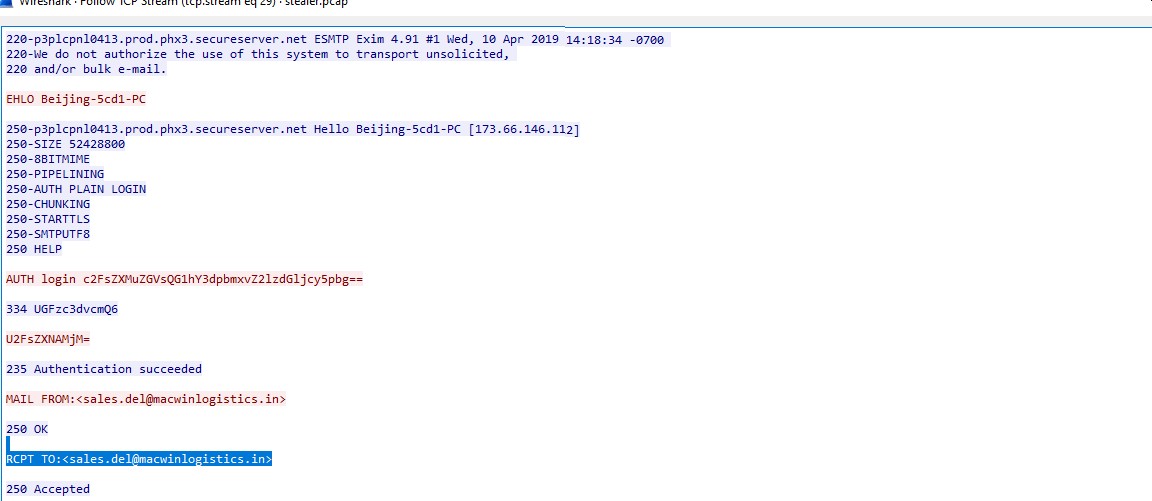 Wireshark · Follow TCP Stream (tcp.stream eq 29) · stealer.pcap
220-p3plcpnl0413.prod.phx3.secureserver.net ESMTP Exim 4.91 #1 Wed, 10 Apr 2019 14:18:34 -0700
220-We do not authorize the use of this system to transport unsolicited,
220 and/or bulk e-mail.
EHLO Beijing-5cd1-PC
250-p3plcpnl0413.prod.phx3.secureserver.net Hello Beijing-5cd1-PC [173.66.146.112]
250-SIZE 52428800
250-8BITMIME
250-PIPELINING
250-AUTH PLAIN LOGIN
250-CHUNKING
250-STARTTLS
250-SMTPUTF8
250 HELP
AUTH login c2FsZXMuZGVsQG1hY3dpbmxvZ2lzdGljcy5pbg==
334 UGFzc3dvcmQ6
U2FsZXNAMjM=
235 Authentication succeeded
MAIL FROM:<sales.del@macwinlogistics.in>
250 OK
RCPT TO:<sales.del@macwinlogistics.in>
250 Accepted